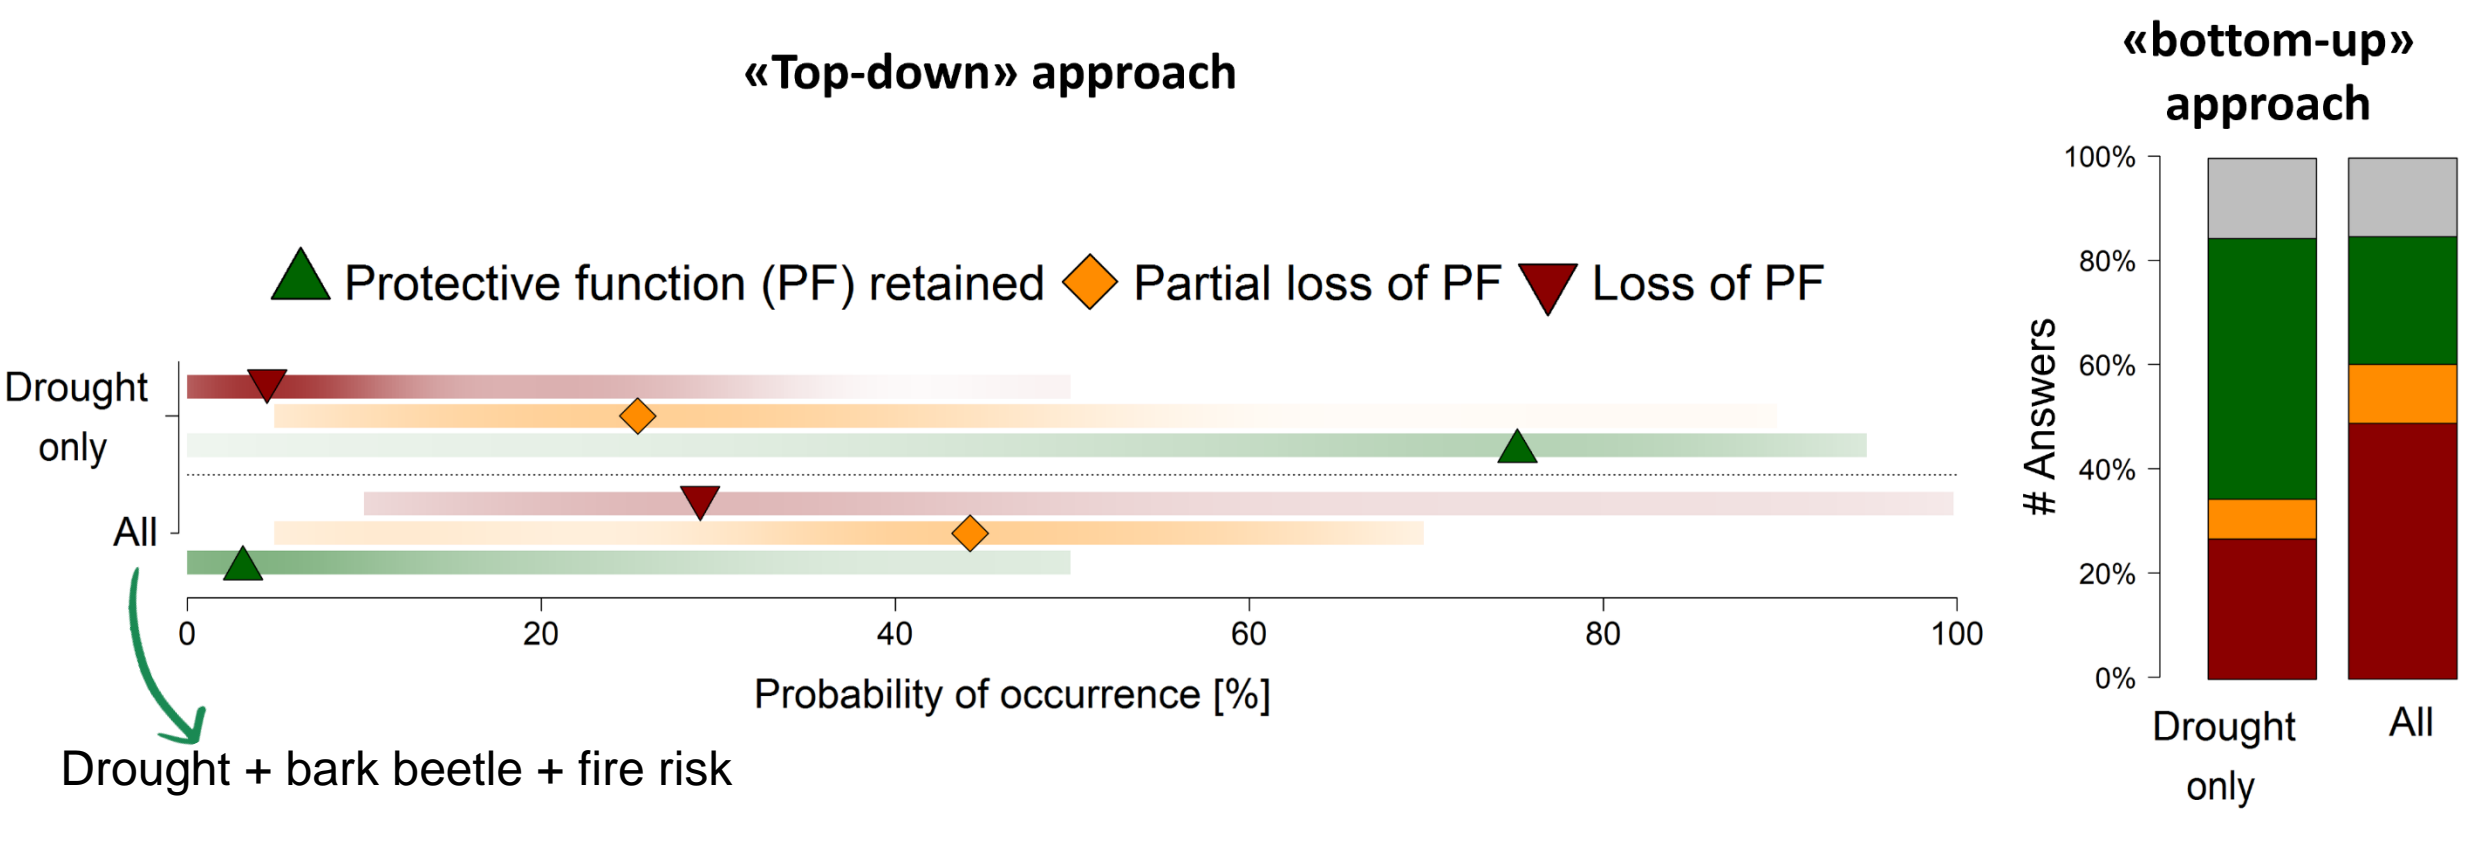 «Top-down» approach
«bottom-up»
approach
Protective function (PF) retained
Partial loss of PF
Loss of PF
Drought
only
All
0
20
40
60
80
100
Probability of occurrence [%]
Drought + bark beetle + fire risk
# Answers
100%
80%
60%
40%
20%
0%
Drought
only
All